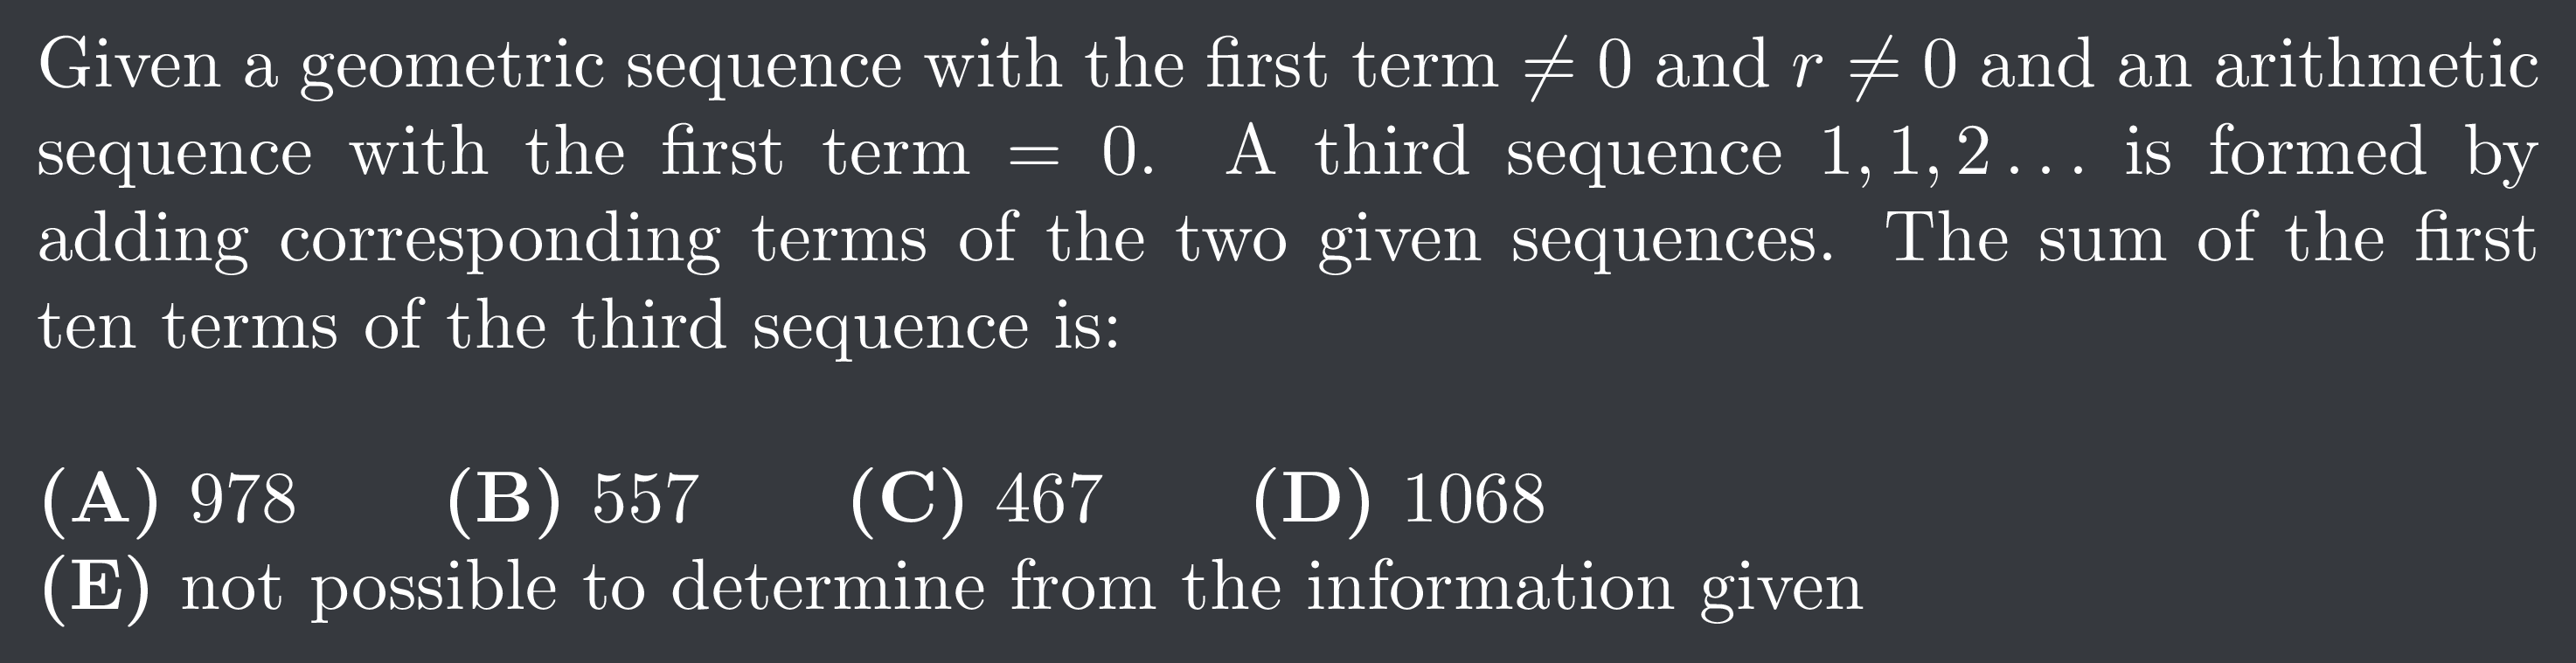 Given a geometric sequence with the first term ≠ 0 and r ≠ 0 and an arithmetic
sequence with the first term = 0. A third sequence 1, 1, 2 . . . is formed by
adding corresponding terms of the two given sequences. The sum of the first
ten terms of the third sequence is:
(A) 978 (B) 557 (C) 467 (D) 1068
(E) not possible to determine from the information given